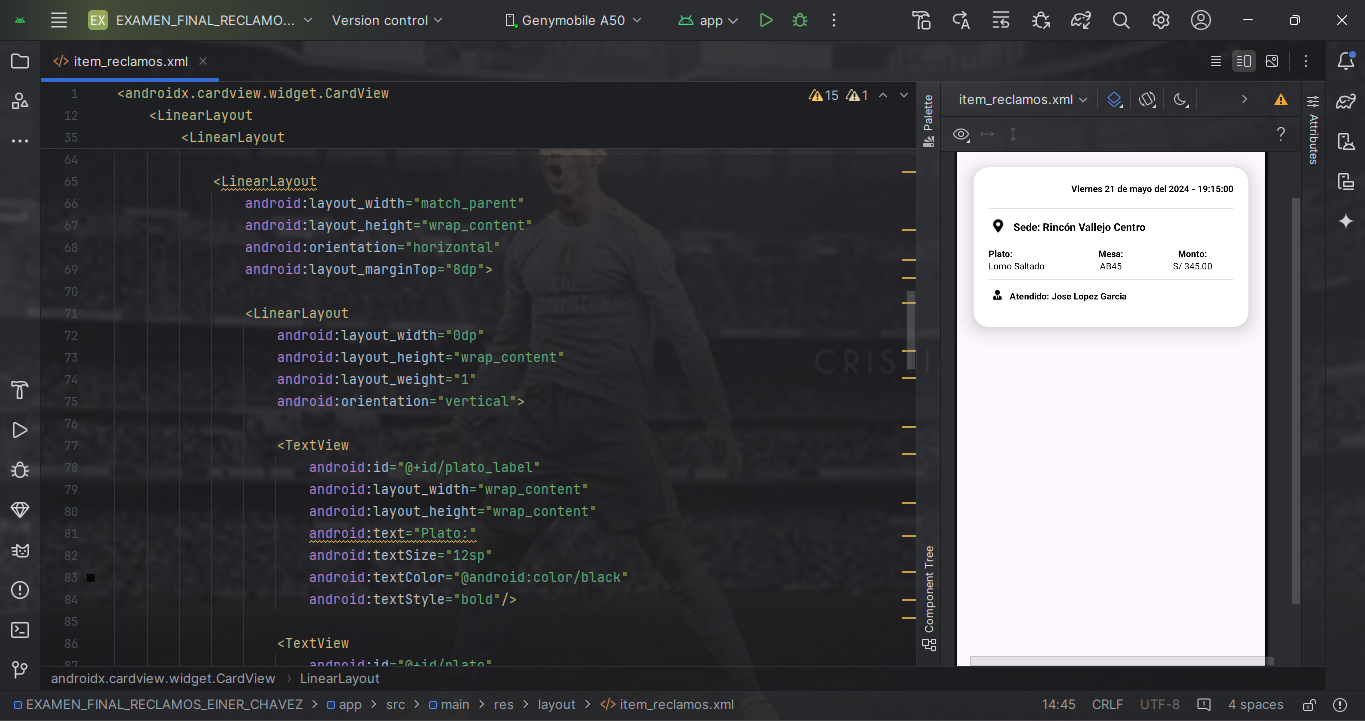 EX EXAMEN_FINAL_RECLAMO... Version control Genymobile A50 app
item_reclamos.xml
1 <androidx.cardview.widget.CardView 15 1
12 <LinearLayout
35 <LinearLayout
64
65 <LinearLayout
66 android:layout_width="match_parent"
67 android:layout_height="wrap_content"
68 android:orientation="horizontal"
69 android:layout_marginTop="8dp">
70
71 <LinearLayout
72 android:layout_width="0dp"
73 android:layout_height="wrap_content"
74 android:layout_weight="1"
75 android:orientation="vertical">
76
77 <TextView
78 android:id="@+id/plato_label"
79 android:layout_width="wrap_content"
80 android:layout_height="wrap_content"
81 android:text="Plato:"
82 android:textSize="12sp"
83 android:textColor="@android:color/black"
84 android:textStyle="bold"/>
85
86 <TextView
87 android:id="@+id/plato"
CRISTIA
Palette
Component Tree
item_reclamos.xml
?
Attributes
Viernes 21 de mayo del 2024 - 19:15:00
Sede: Rincón Vallejo Centro
Plato: Mesa: Monto:
Lomo Saltado AB45 S/ 345.00
Atendido: Jose Lopez Garcia
androidx.cardview.widget.CardView › LinearLayout
EXAMEN_FINAL_RECLAMOS_EINER_CHAVEZ > app > src > main > res > layout > item_reclamos.xml 14:45 CRLF UTF-8 4 spaces